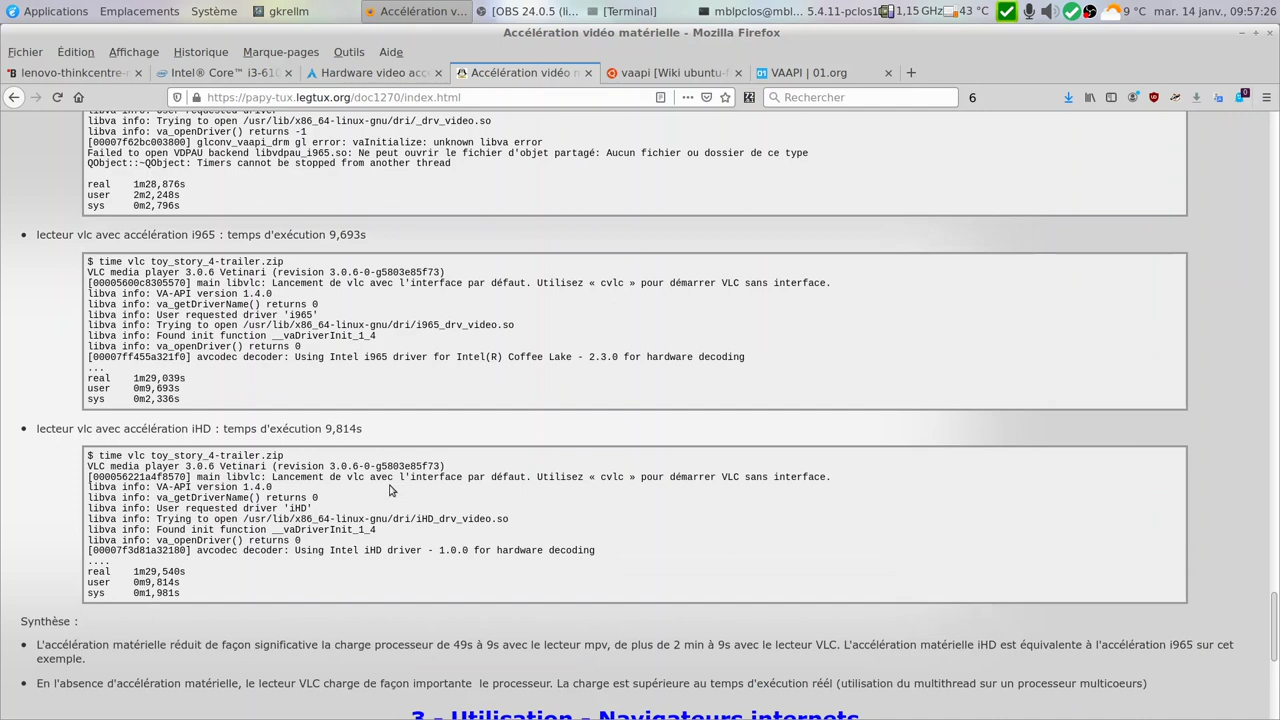 Applications Emplacements Système gkrellm Accélération v... [OBS 24.0.5 (li... [Terminal] mblpclos@mbl... 5.4.11-pclos1 1,15 GHz 43 °C 9 °C mar. 14 janv., 09:57:26
Accélération vidéo matérielle - Mozilla Firefox
Fichier Édition Affichage Historique Marque-pages Outils Aide
lenovo-thinkcentre-m Intel® Core™ i3-610 Hardware video acce Accélération vidéo m vaapi [Wiki ubuntu-f VAAPI | 01.org
https://papy-tux.legtux.org/doc1270/index.html Rechercher 6 0
libva info: Trying to open /usr/lib/x86_64-linux-gnu/dri/_drv_video.so
libva info: va_openDriver() returns -1
[00007f62bc003800] glconv_vaapi_drm gl error: vaInitialize: unknown libva error
Failed to open VDPAU backend libvdpau_i965.so: Ne peut ouvrir le fichier d'objet partagé: Aucun fichier ou dossier de ce type
QObject::~QObject: Timers cannot be stopped from another thread
real 1m28,876s
user 2m2,248s
sys 0m2,796s
lecteur vlc avec accélération i965 : temps d'exécution 9,693s
$ time vlc toy_story_4-trailer.zip
VLC media player 3.0.6 Vetinari (revision 3.0.6-0-g5803e85f73)
[00005600c8305570] main libvlc: Lancement de vlc avec l'interface par défaut. Utilisez « cvlc » pour démarrer VLC sans interface.
libva info: VA-API version 1.4.0
libva info: va_getDriverName() returns 0
libva info: User requested driver 'i965'
libva info: Trying to open /usr/lib/x86_64-linux-gnu/dri/i965_drv_video.so
libva info: Found init function __vaDriverInit_1_4
libva info: va_openDriver() returns 0
[00007ff455a321f0] avcodec decoder: Using Intel i965 driver for Intel(R) Coffee Lake - 2.3.0 for hardware decoding
...
real 1m29,039s
user 0m9,693s
sys 0m2,336s
lecteur vlc avec accélération iHD : temps d'exécution 9,814s
$ time vlc toy_story_4-trailer.zip
VLC media player 3.0.6 Vetinari (revision 3.0.6-0-g5803e85f73)
[000056221a4f8570] main libvlc: Lancement de vlc avec l'interface par défaut. Utilisez « cvlc » pour démarrer VLC sans interface.
libva info: VA-API version 1.4.0
libva info: va_getDriverName() returns 0
libva info: User requested driver 'iHD'
libva info: Trying to open /usr/lib/x86_64-linux-gnu/dri/iHD_drv_video.so
libva info: Found init function __vaDriverInit_1_4
libva info: va_openDriver() returns 0
[00007f3d81a32180] avcodec decoder: Using Intel iHD driver - 1.0.0 for hardware decoding
....
real 1m29,540s
user 0m9,814s
sys 0m1,981s
Synthèse :
L'accélération matérielle réduit de façon significative la charge processeur de 49s à 9s avec le lecteur mpv, de plus de 2 min à 9s avec le lecteur VLC. L'accélération matérielle iHD est équivalente à l'accélération i965 sur cet
exemple.
En l'absence d'accélération matérielle, le lecteur VLC charge de façon importante le processeur. La charge est supérieure au temps d'exécution réél (utilisation du multithread sur un processeur multicoeurs)
3 - Utilisation - Navigateurs internets